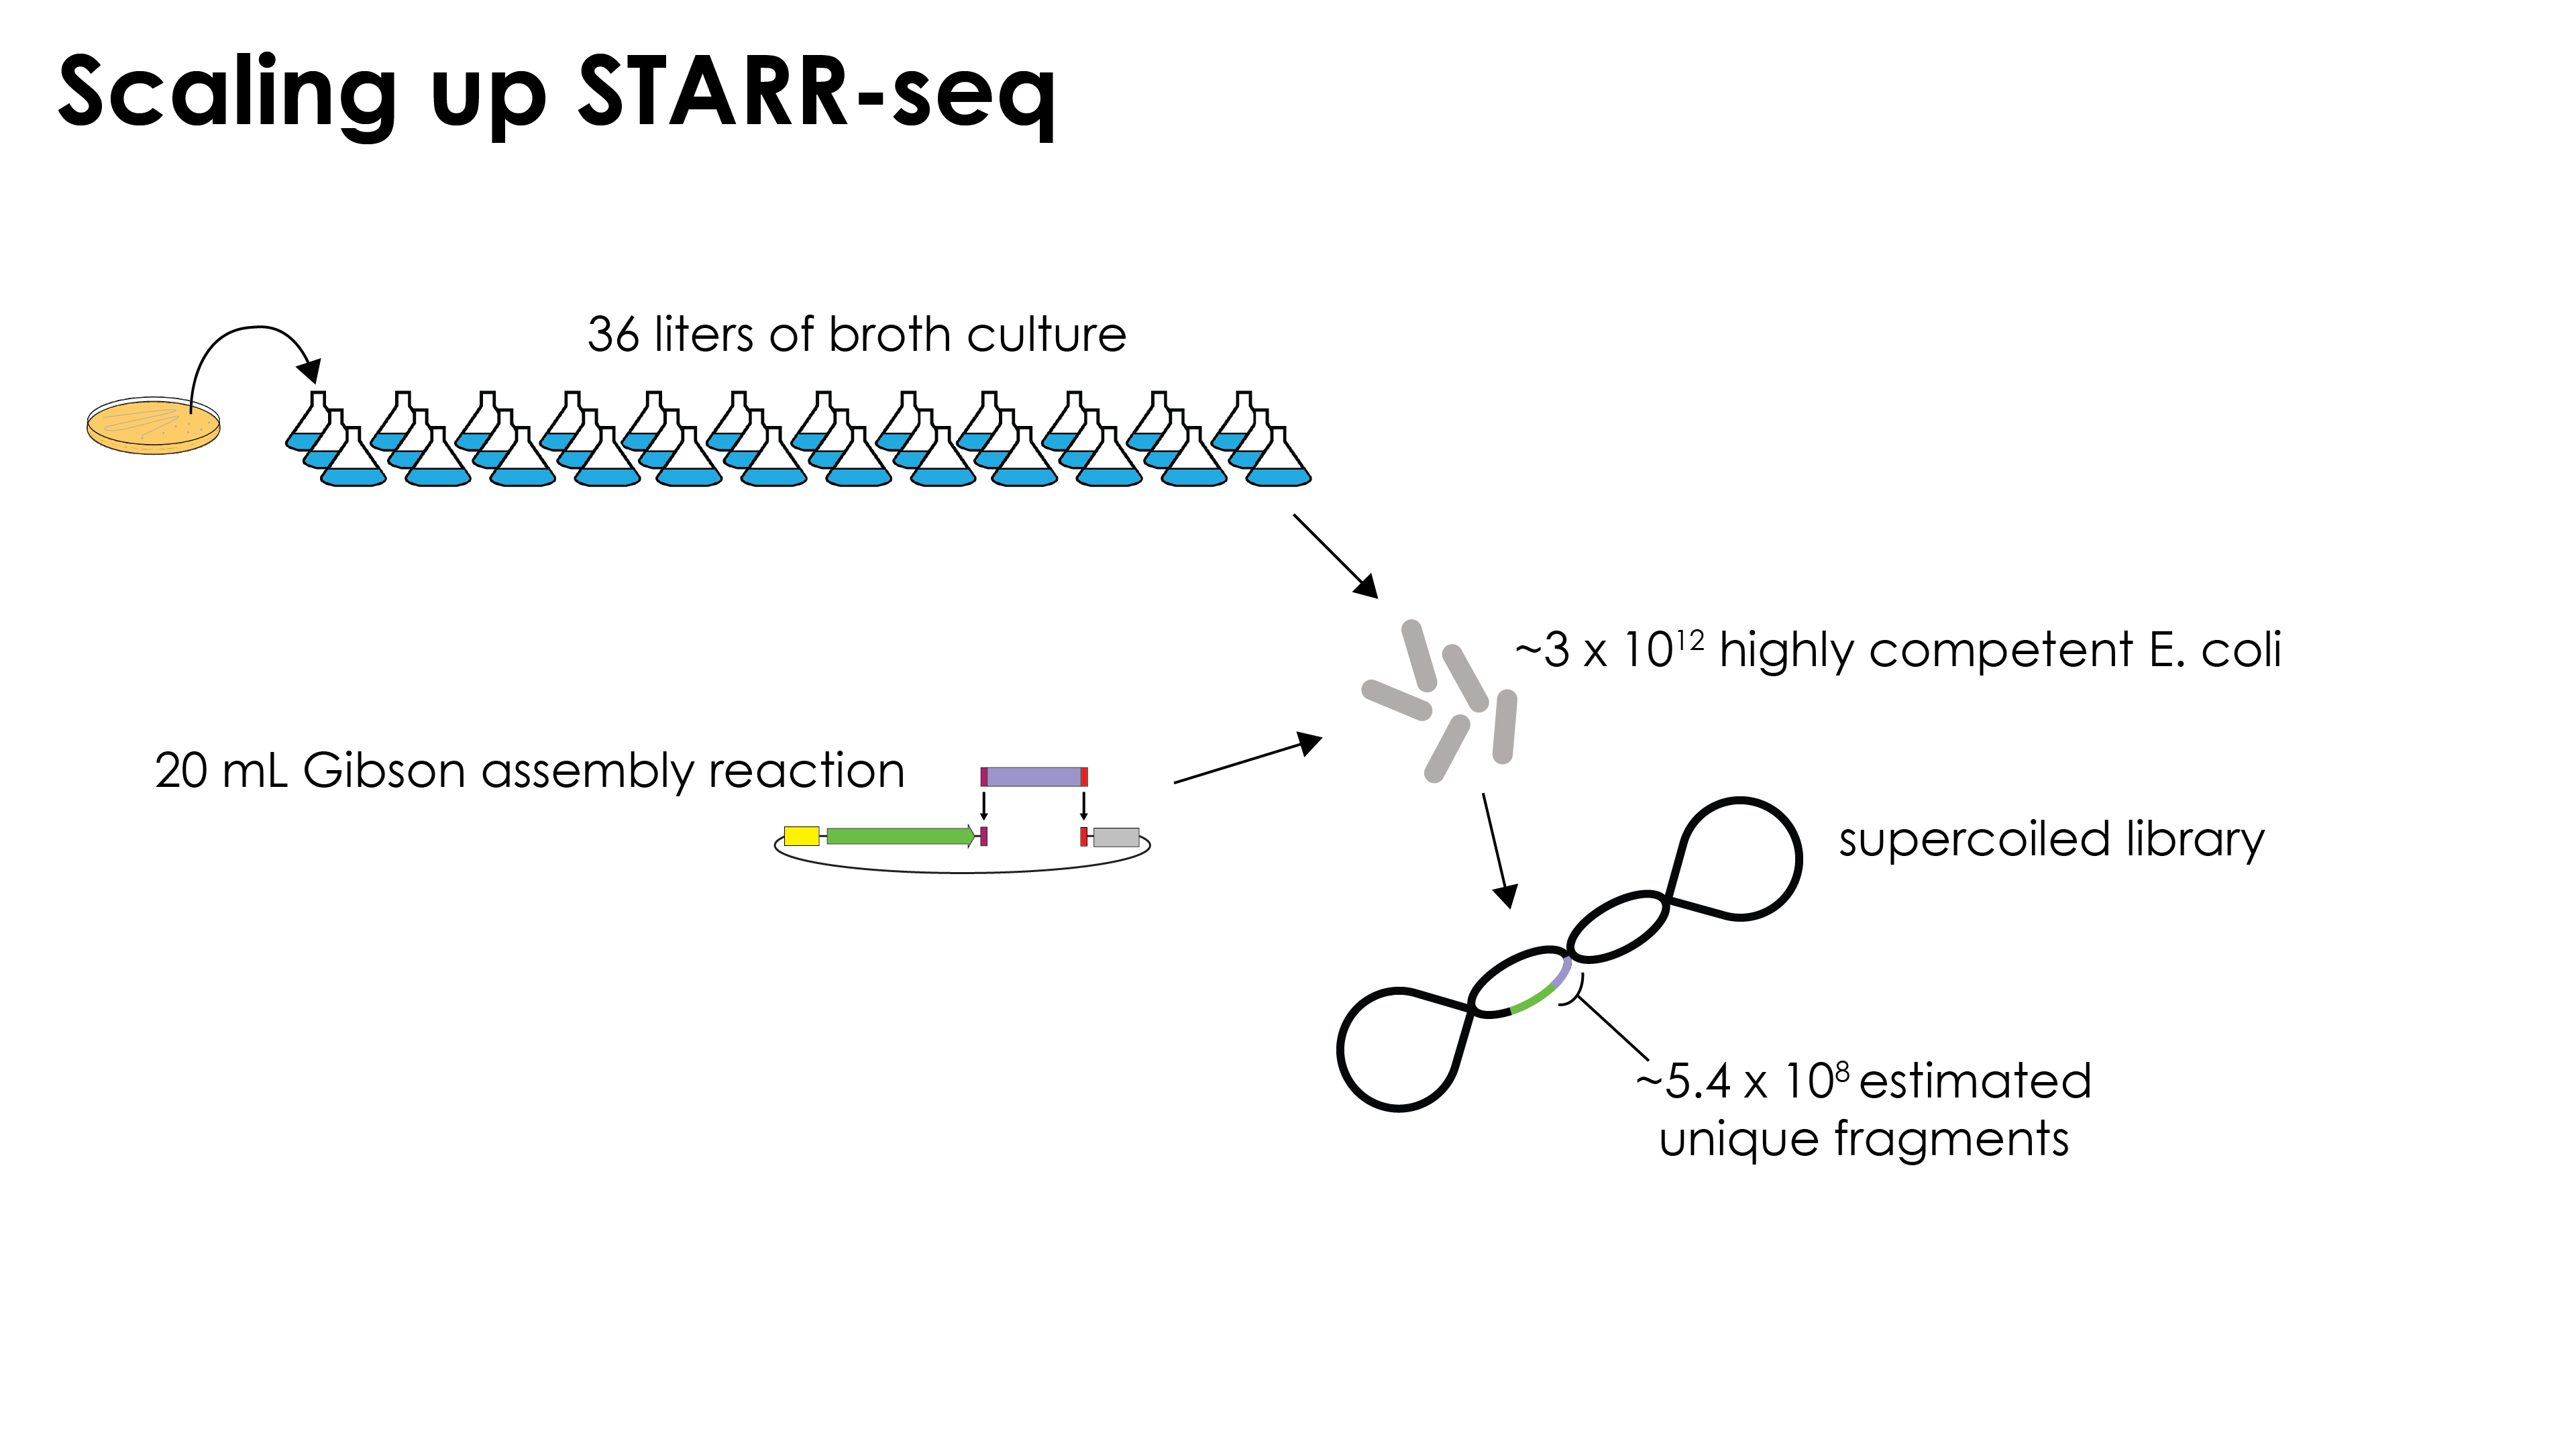 Scaling up STARR-seq
36 liters of broth culture
~3 x 10¹² highly competent E. coli
20 mL Gibson assembly reaction
supercoiled library
~5.4 x 10⁸ estimated
unique fragments